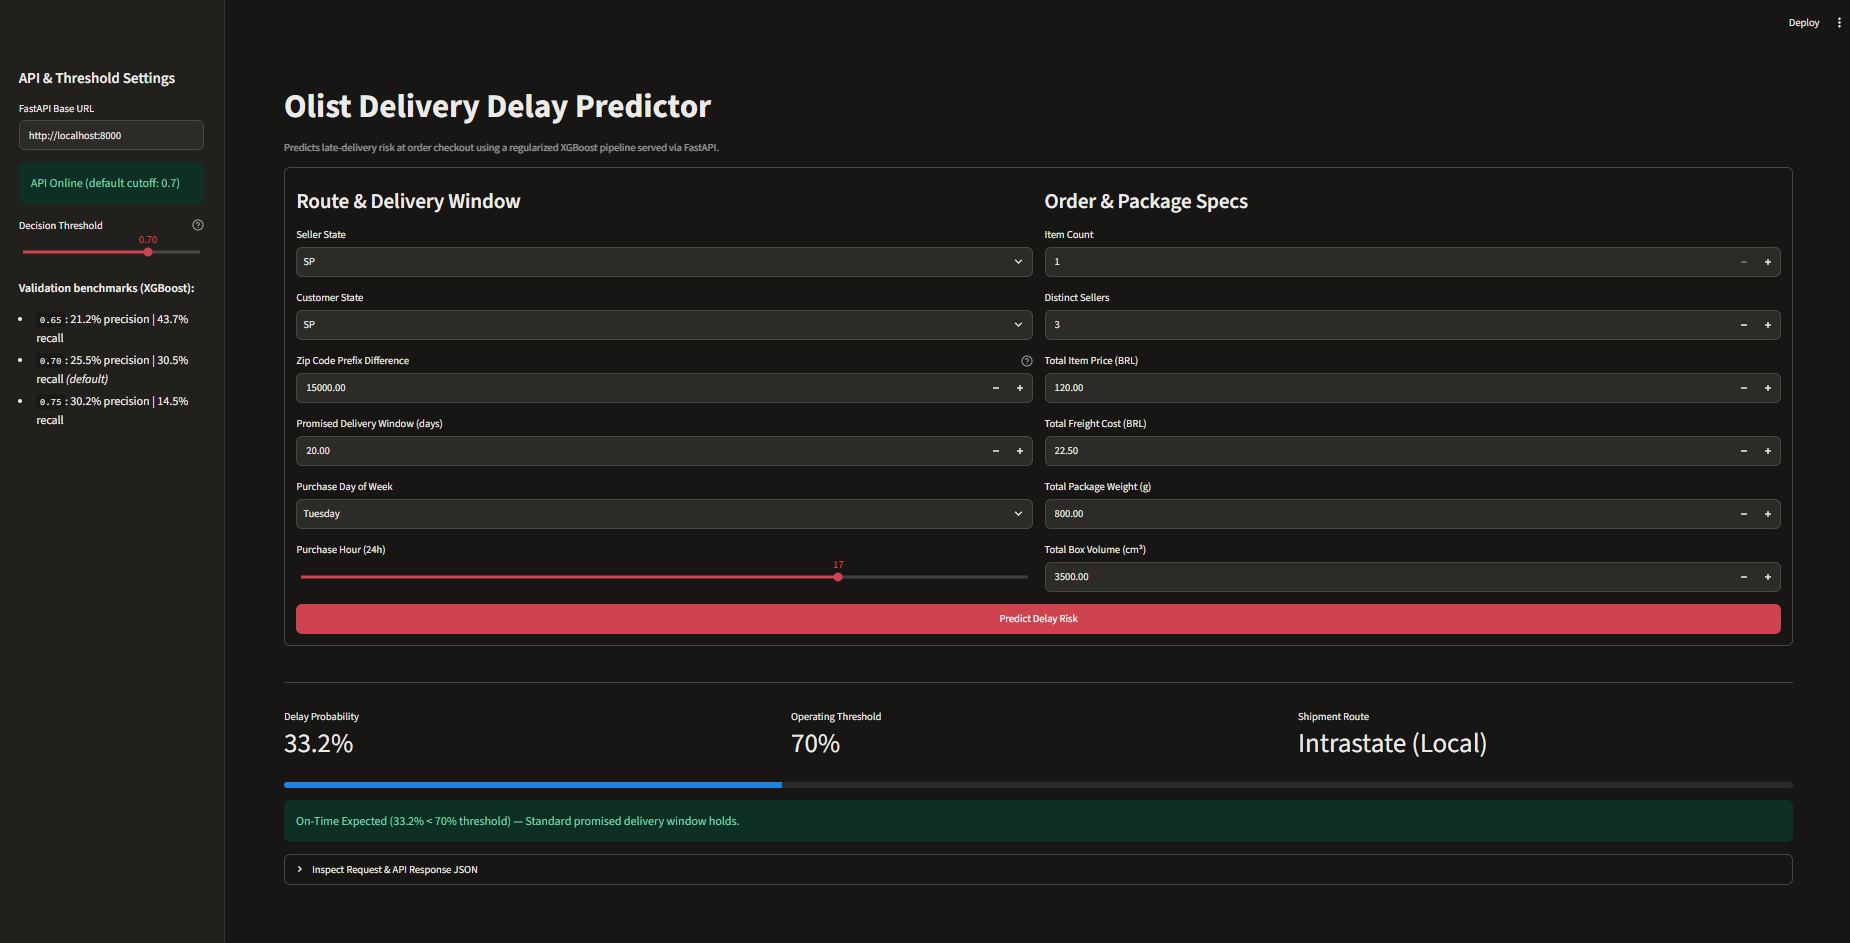 Deploy
API & Threshold Settings
FastAPI Base URL
http://localhost:8000
API Online (default cutoff: 0.7)
Decision Threshold
0.70
Validation benchmarks (XGBoost):
0.65 : 21.2% precision | 43.7%
recall
0.70 : 25.5% precision | 30.5%
recall (default)
0.75 : 30.2% precision | 14.5%
recall
Olist Delivery Delay Predictor
Predicts late-delivery risk at order checkout using a regularized XGBoost pipeline served via FastAPI.
Route & Delivery Window
Seller State
SP
Customer State
SP
Zip Code Prefix Difference
15000.00
Promised Delivery Window (days)
20.00
Purchase Day of Week
Tuesday
Purchase Hour (24h)
17
Order & Package Specs
Item Count
1
Distinct Sellers
3
Total Item Price (BRL)
120.00
Total Freight Cost (BRL)
22.50
Total Package Weight (g)
800.00
Total Box Volume (cm³)
3500.00
Predict Delay Risk
Delay Probability
33.2%
Operating Threshold
70%
Shipment Route
Intrastate (Local)
On-Time Expected (33.2% < 70% threshold) — Standard promised delivery window holds.
Inspect Request & API Response JSON